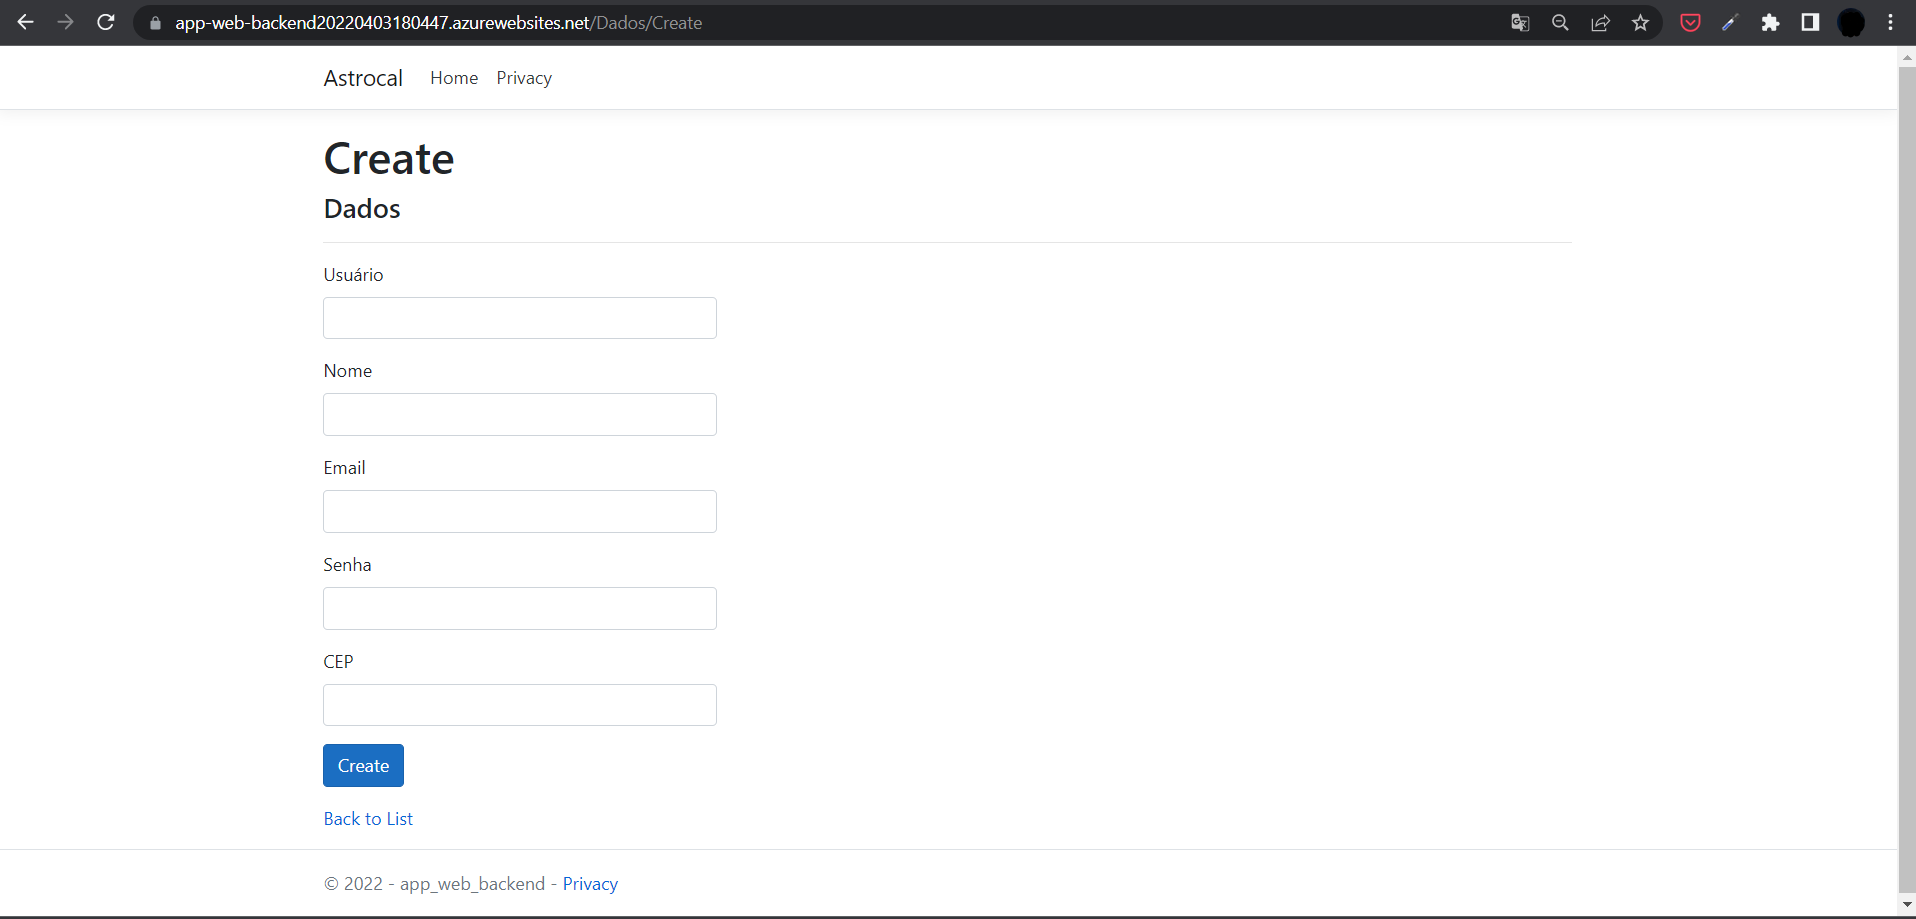 app-web-backend20220403180447.azurewebsites.net/Dados/Create
Astrocal Home Privacy
Create
Dados
Usuário
Nome
Email
Senha
CEP
Create
Back to List
© 2022 - app_web_backend - Privacy